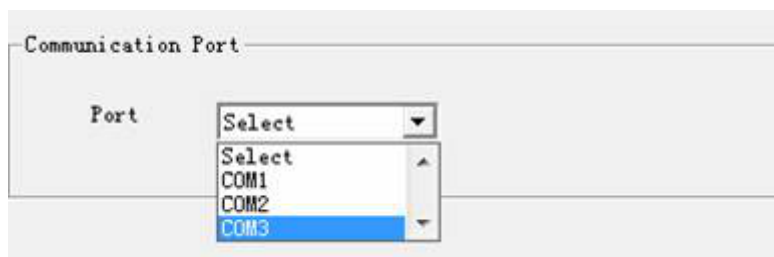 Communication Port
Port
Select
Select
COM1
COM2
COM3